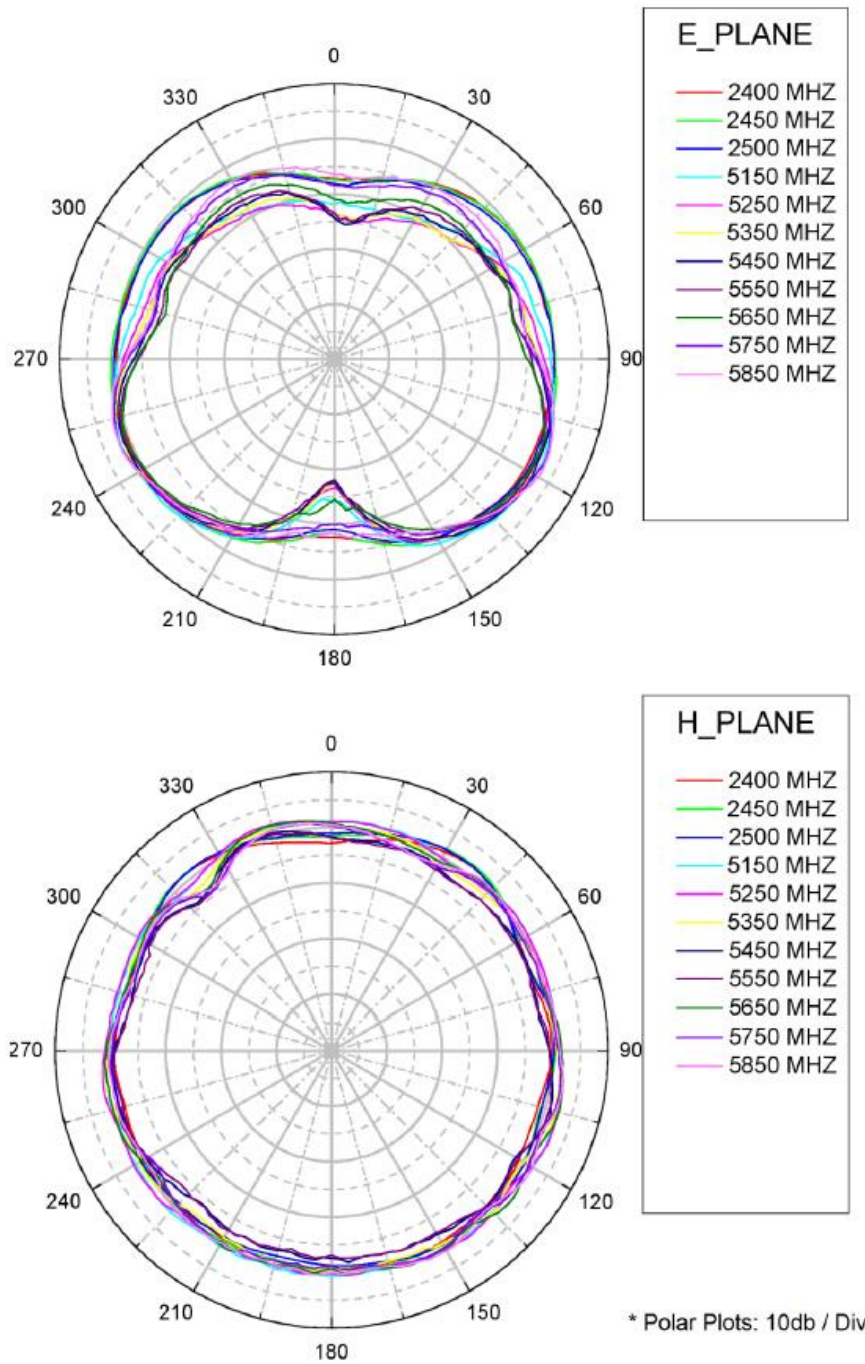 E_PLANE
2400 MHZ
2450 MHZ
2500 MHZ
5150 MHZ
5250 MHZ
5350 MHZ
5450 MHZ
5550 MHZ
5650 MHZ
5750 MHZ
5850 MHZ
0
30
60
90
120
150
180
210
240
270
300
330
H_PLANE
2400 MHZ
2450 MHZ
2500 MHZ
5150 MHZ
5250 MHZ
5350 MHZ
5450 MHZ
5550 MHZ
5650 MHZ
5750 MHZ
5850 MHZ
0
30
60
90
120
150
180
210
240
270
300
330
* Polar Plots: 10db / Div